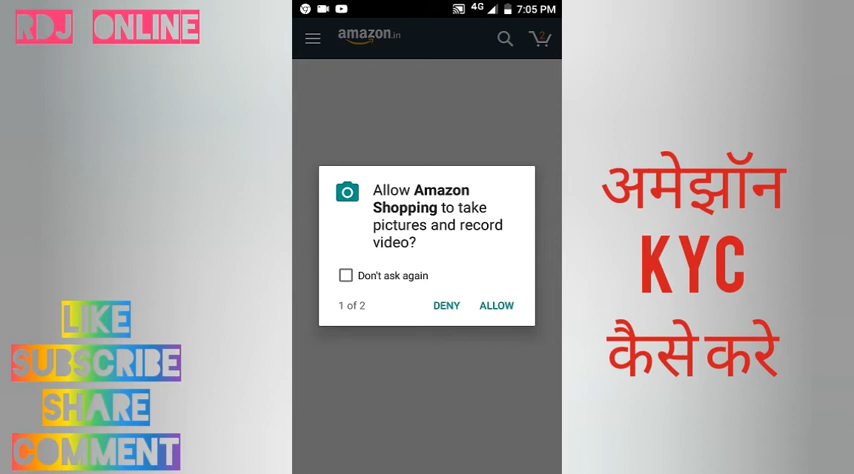 RDJ ONLINE
4G 7:05 PM
amazon.in
2
Allow Amazon
Shopping to take
pictures and record
video?
Don't ask again
1 of 2 DENY ALLOW
LIKE
SUBSCRIBE
SHARE
COMMENT
अमेझॉन
KYC
कैसे करे